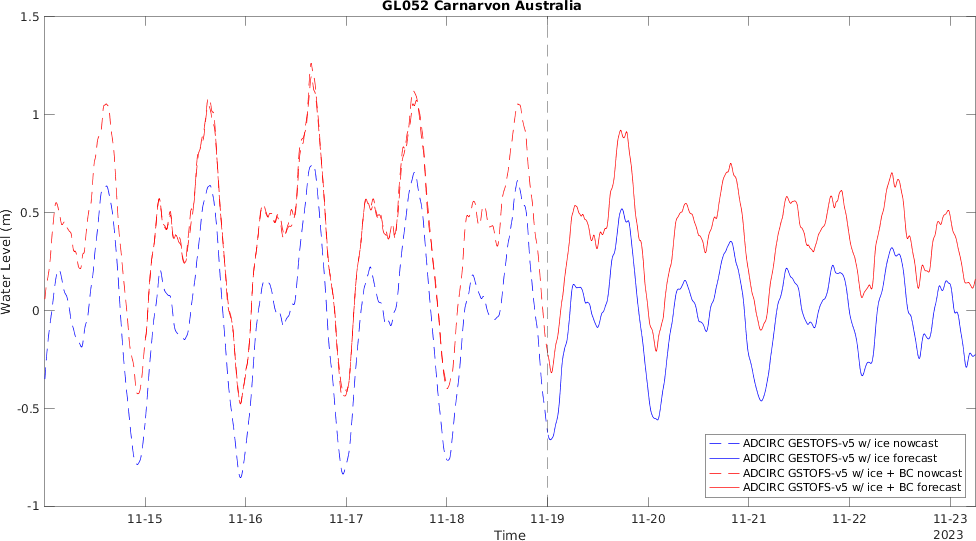 GL052 Carnarvon Australia
Water Level (m)
1.5
1
0.5
0
-0.5
-1
11-15 11-16 11-17 11-18 11-19 11-20 11-21 11-22 11-23
Time
2023
ADCIRC GESTOFS-v5 w/ ice nowcast
ADCIRC GESTOFS-v5 w/ ice forecast
ADCIRC GSTOFS-v5 w/ ice + BC nowcast
ADCIRC GSTOFS-v5 w/ ice + BC forecast